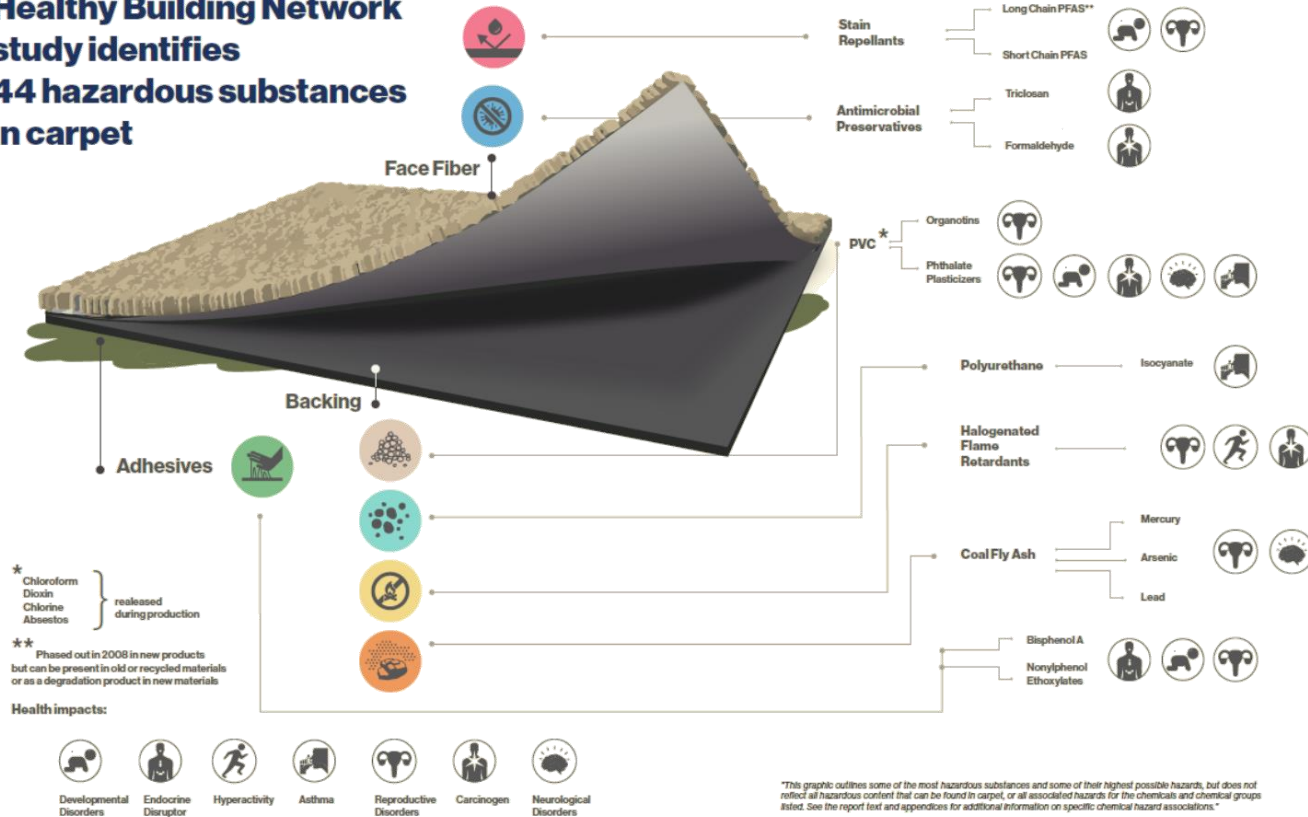 Healthy Building Network
study identifies
44 hazardous substances
in carpet
Face Fiber
Backing
Adhesives
Stain
Repellants
Long Chain PFAS**
Short Chain PFAS
Antimicrobial
Preservatives
Triclosan
Formaldehyde
PVC *
Organotins
Phthalate
Plasticizers
Polyurethane
Isocyanate
Halogenated
Flame
Retardants
Coal Fly Ash
Mercury
Arsenic
Lead
Bisphenol A
Nonylphenol
Ethoxylates
*
Chloroform
Dioxin
Chlorine
Absestos
realeased
during production
** Phased out in 2008 in new products
but can be present in old or recycled materials
or as a degradation product in new materials
Health impacts:
Developmental
Disorders
Endocrine
Disruptor
Hyperactivity
Asthma
Reproductive
Disorders
Carcinogen
Neurological
Disorders
"This graphic outlines some of the most hazardous substances and some of their highest possible hazards, but does not
reflect all hazardous content that can be found in carpet, or all associated hazards for the chemicals and chemical groups
listed. See the report text and appendices for additional information on specific chemical hazard associations."